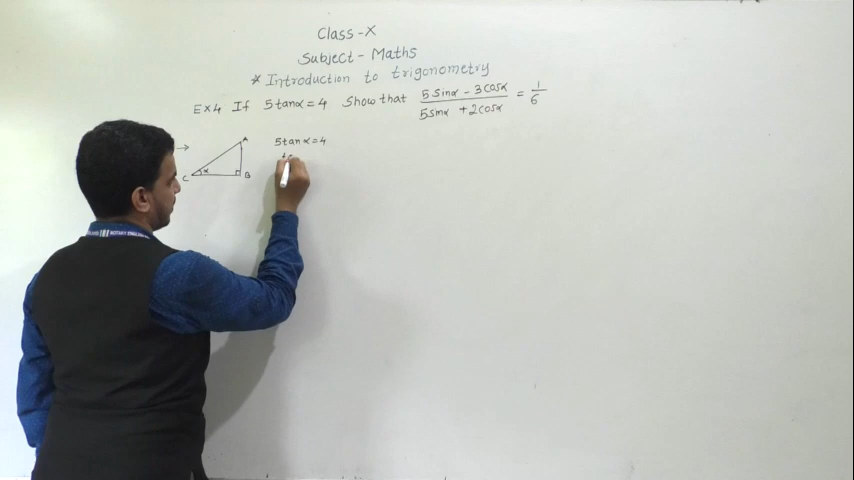 Class-X
Subject - Maths
* Introduction to trigonometry
Ex4 If 5tanα = 4 Show that (5Sinα - 3Cosα)/(5sinα + 2cosα) = 1/6
→ A
5tanα = 4
C α B